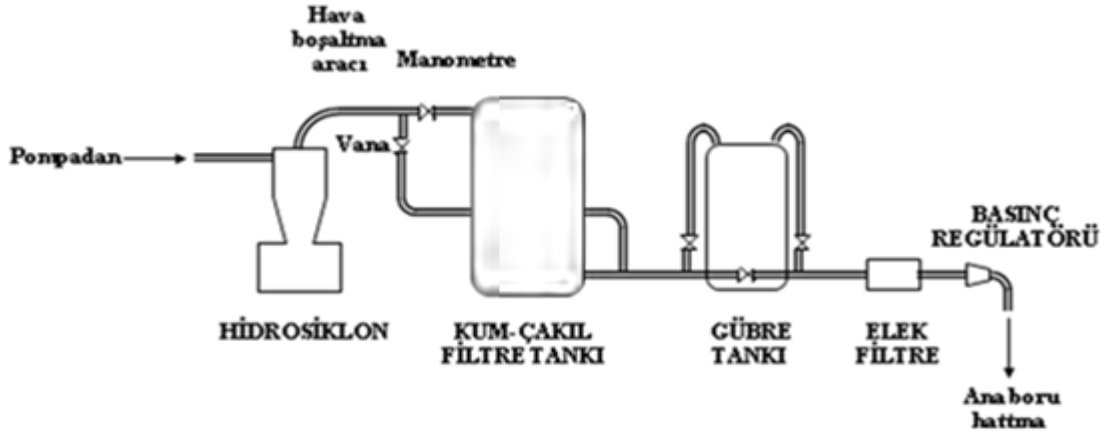 Hava
boşaltma
aracı
Manometre
Vana
Pompadan
BASINÇ
REGÜLATÖRÜ
HİDROSİKLON
KUM-ÇAKIL
FİLTRE TANKI
GÜBRE
TANKI
ELEK
FİLTRE
Ana boru
hattına